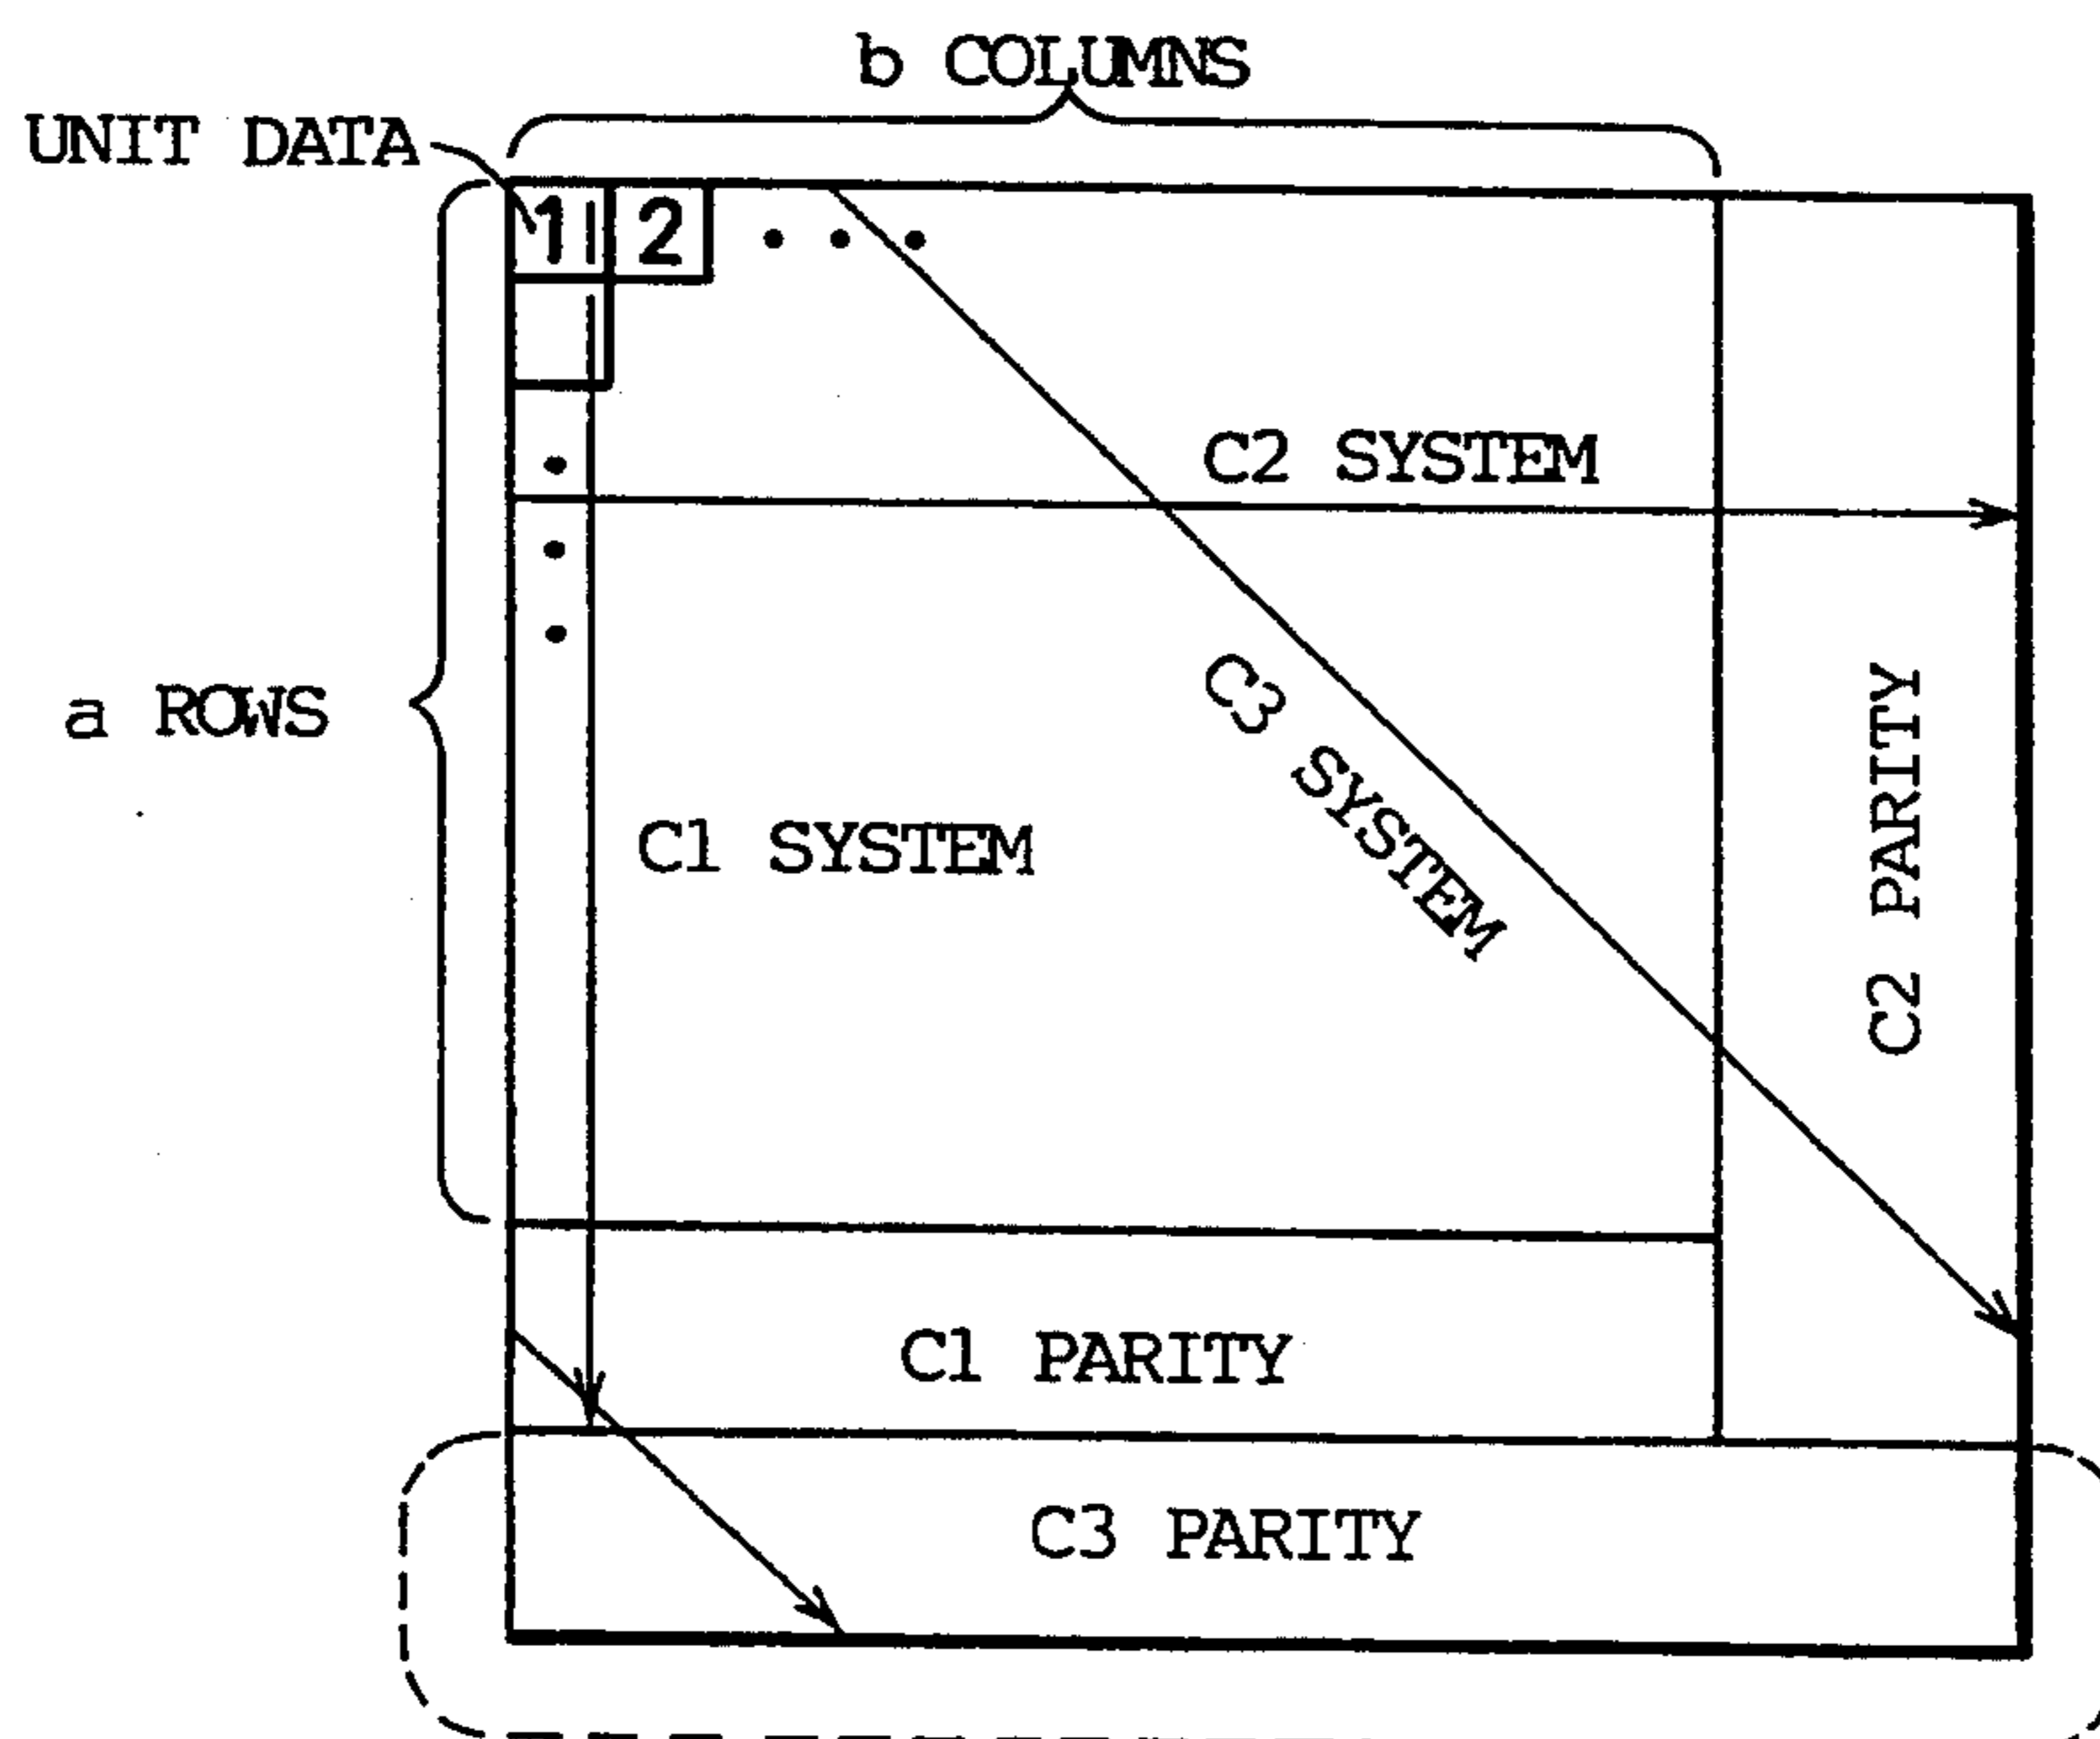 b COLUMNS
UNIT DATA
1 2
C2 SYSTEM
a ROWS
C3 SYSTEM
C2 PARITY
C1 SYSTEM
C1 PARITY
C3 PARITY